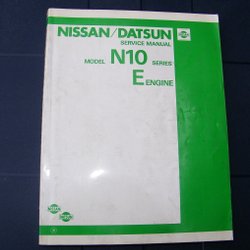 NISSAN/DATSUN
SERVICE MANUAL
MODEL N10 SERIES
E ENGINE